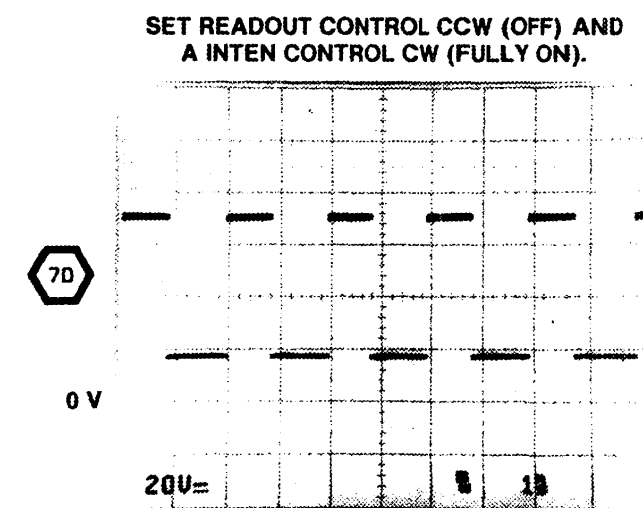 SET READOUT CONTROL CCW (OFF) AND
A INTEN CONTROL CW (FULLY ON).
70
0 V
20V=